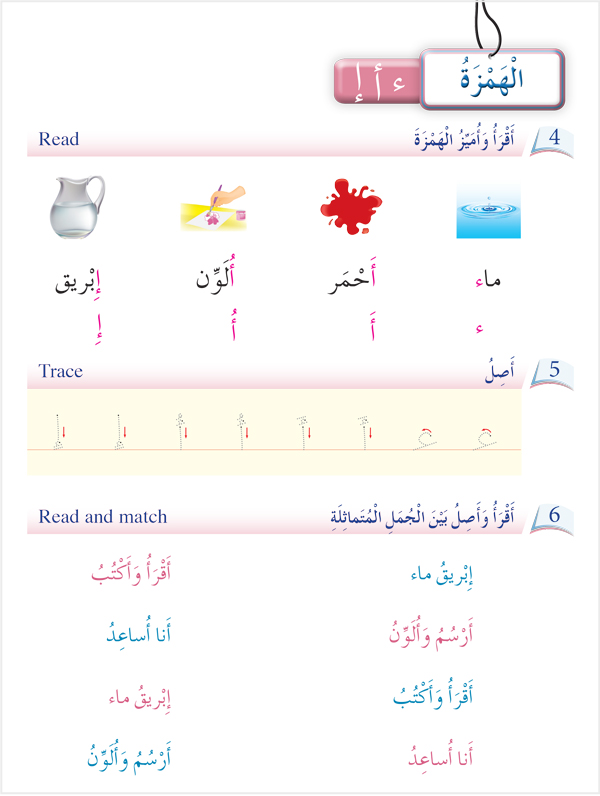 الْهَمْزَةُ ء أ إ
4 أَقْرَأُ وَأُمَيِّزُ الْهَمْزَةَ Read
ماء أَحْمَر أُلَوِّن إِبْريق
ء أَ أُ إِ
5 أَصِلُ Trace
ء ء أَ أَ أُ أُ إِ إِ
6 أَقْرَأُ وَأَصِلُ بَيْنَ الْجُمَلِ الْمُتَماثِلَةِ Read and match
إِبْريقُ ماء أَقْرَأُ وَأَكْتُبُ
أَرْسُمُ وَأُلَوِّنُ أَنا أُساعِدُ
أَقْرَأُ وَأَكْتُبُ إِبْريقُ ماء
أَنا أُساعِدُ أَرْسُمُ وَأُلَوِّنُ